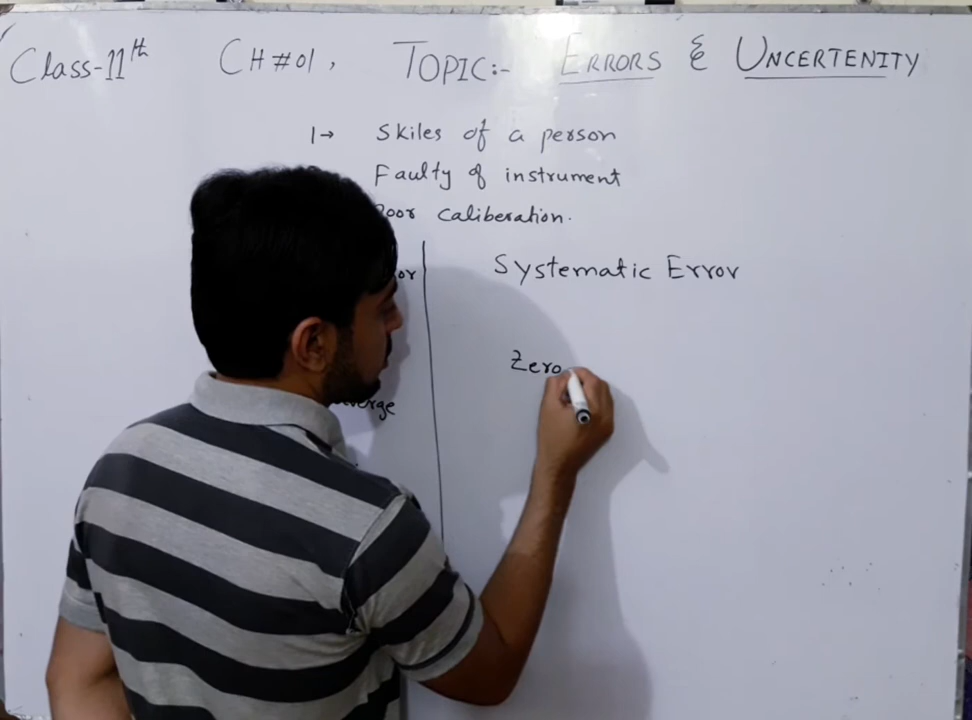 Class-11th CH#01, TOPIC:- ERRORS & UNCERTENITY
1→ Skiles of a person
Faulty of instrument
Poor caliberation.
Systematic Error
Zero